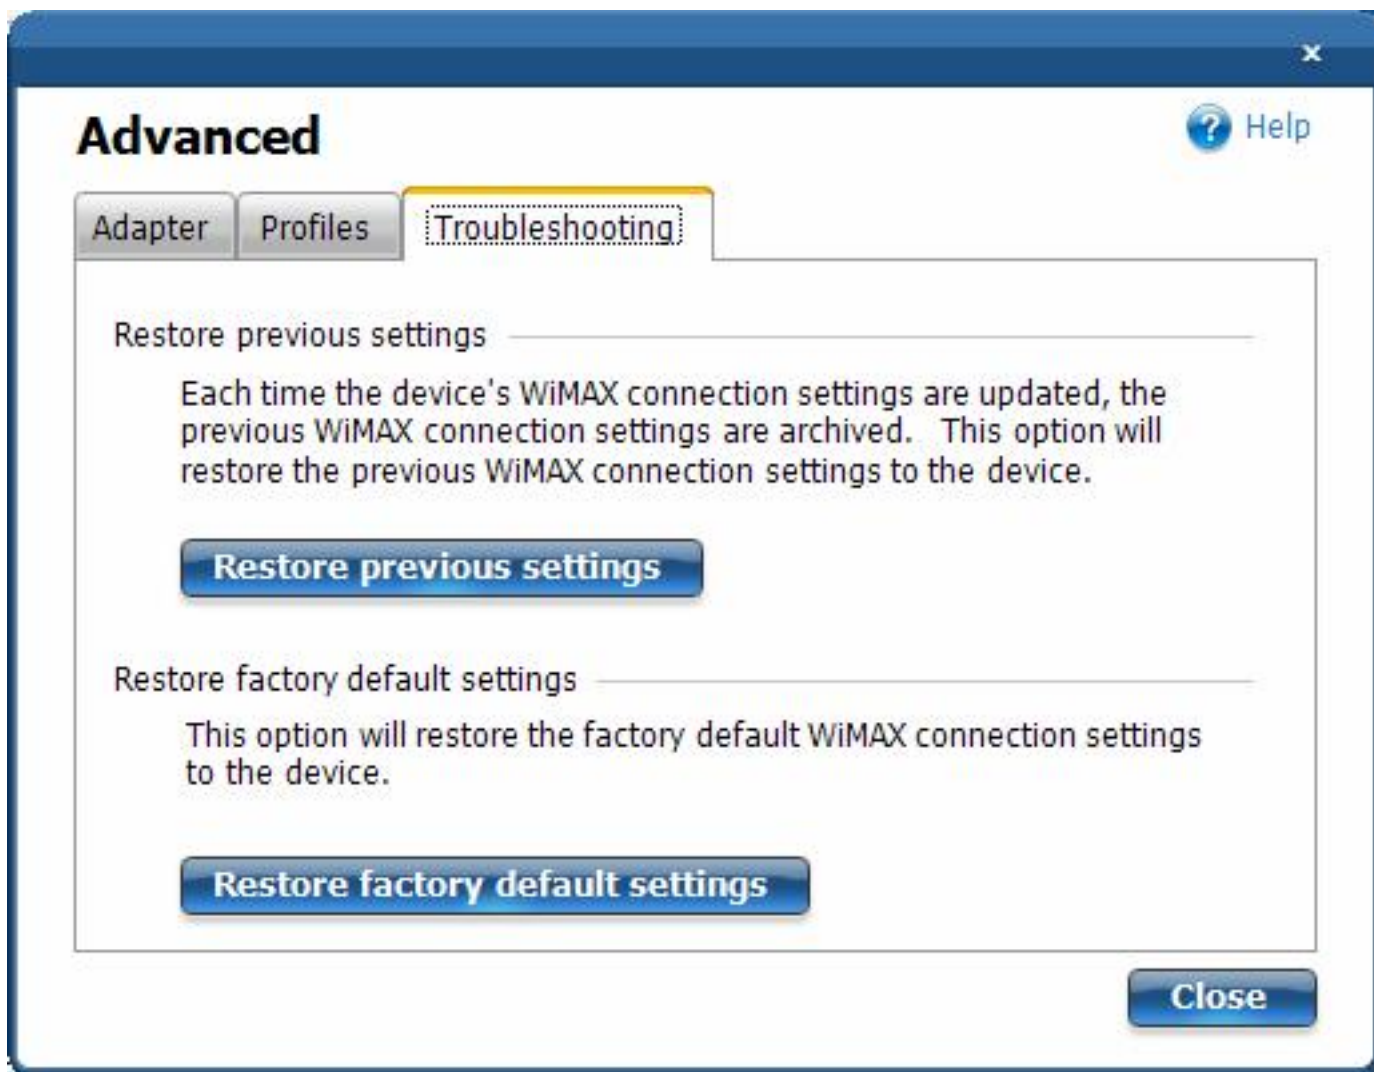 x
Advanced
Help
Adapter
Profiles
Troubleshooting
Restore previous settings
Each time the device's WiMAX connection settings are updated, the
previous WiMAX connection settings are archived.   This option will
restore the previous WiMAX connection settings to the device.
Restore previous settings
Restore factory default settings
This option will restore the factory default WiMAX connection settings
to the device.
Restore factory default settings
Close